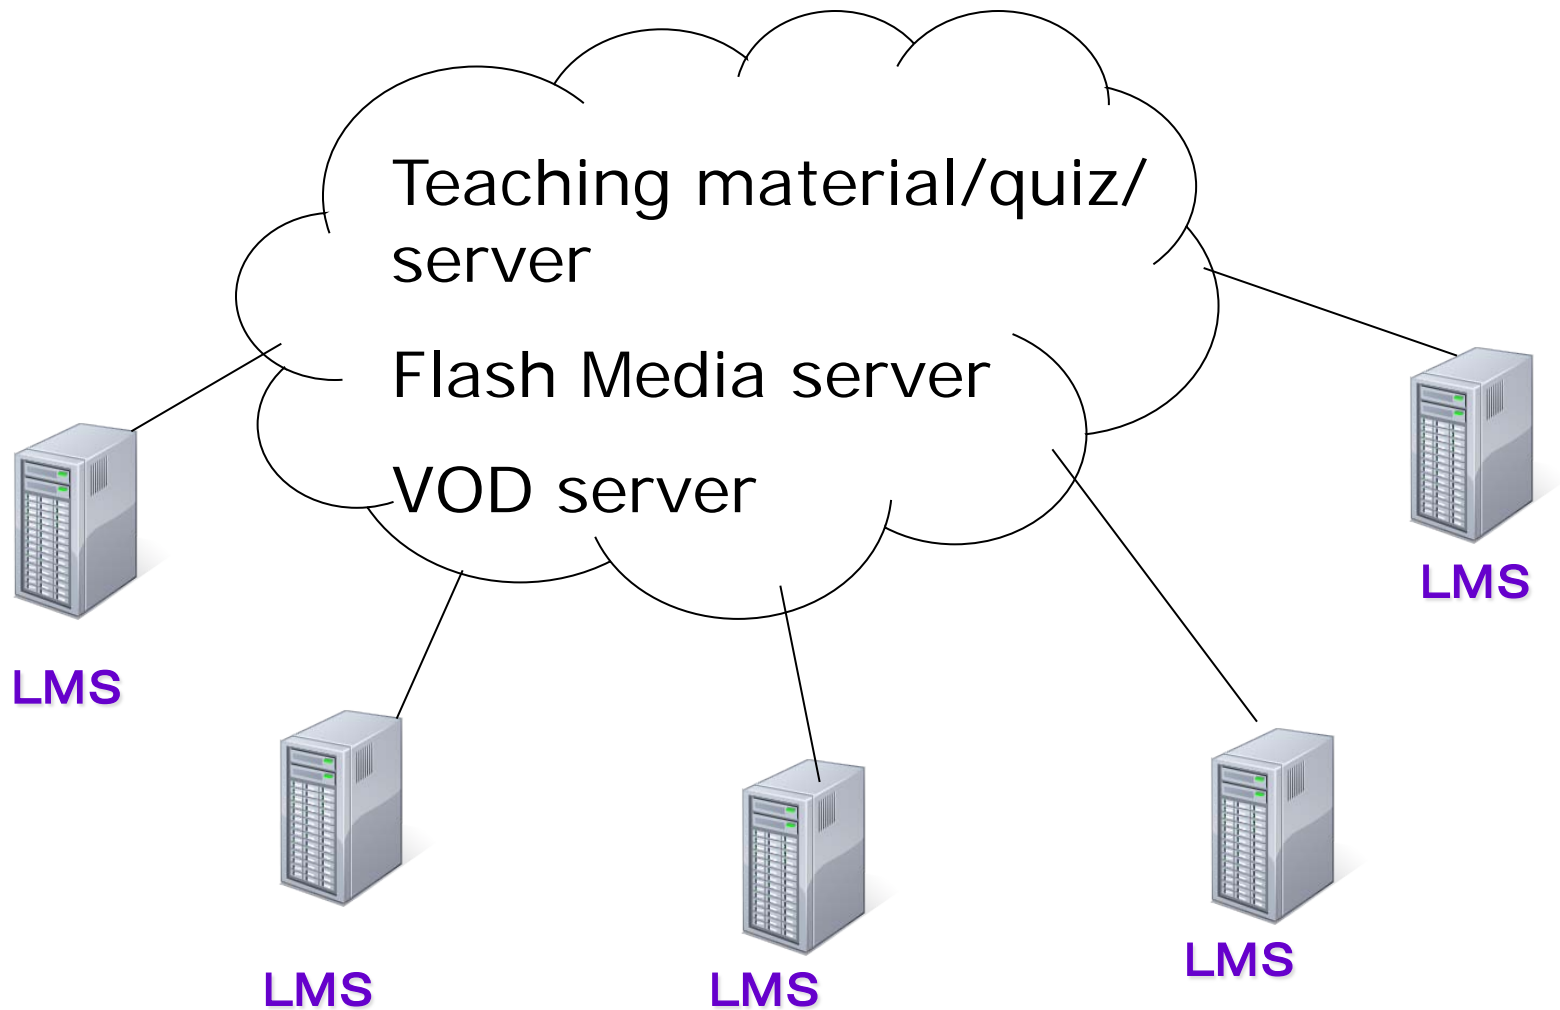 Teaching material/quiz/
server
Flash Media server
VOD server
LMS
LMS
LMS
LMS
LMS